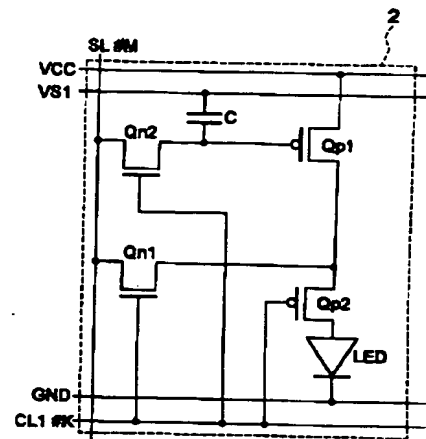 SL #M
2
VCC
VS1
Qn2
C
Qp1
Qn1
Qp2
LED
GND
CL1 #K